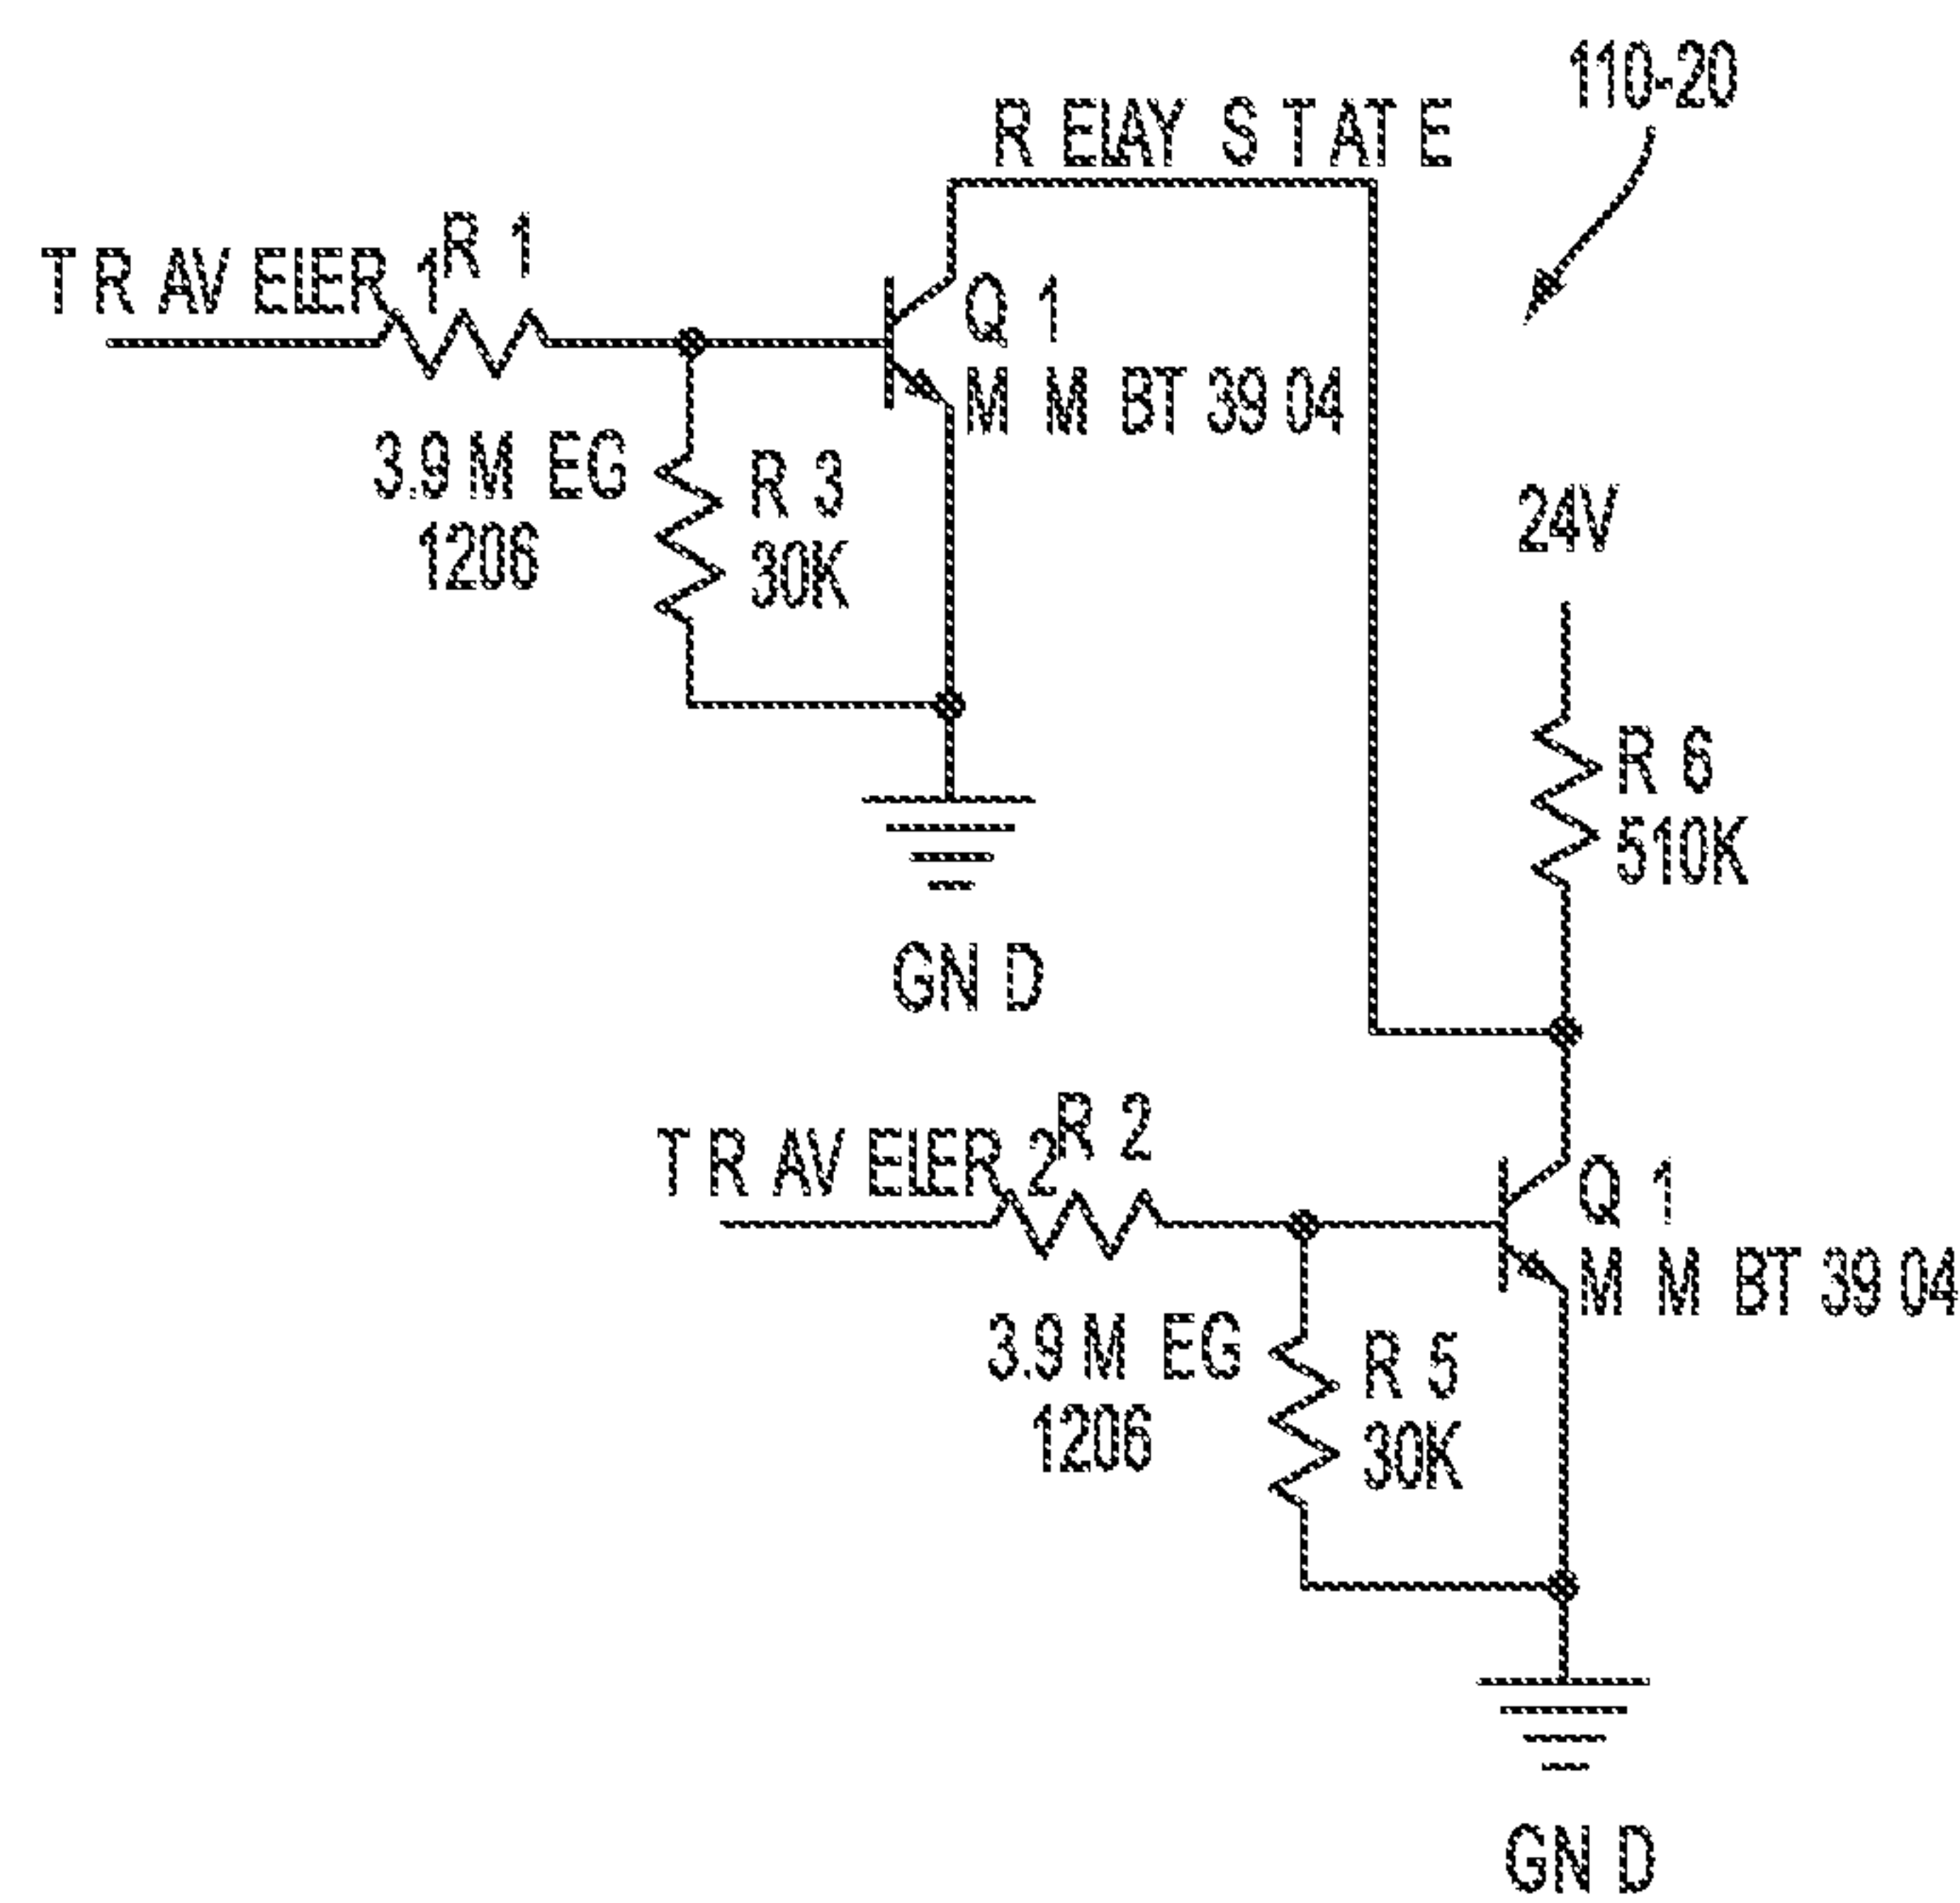 110-20
RELAY STATE
TRAVELER 1
R1
Q1
MMBT3904
3.9MEG
1206
R3
30K
24V
R6
510K
GND
TRAVELER 2
R2
Q1
MMBT3904
3.9MEG
1206
R5
30K
GND